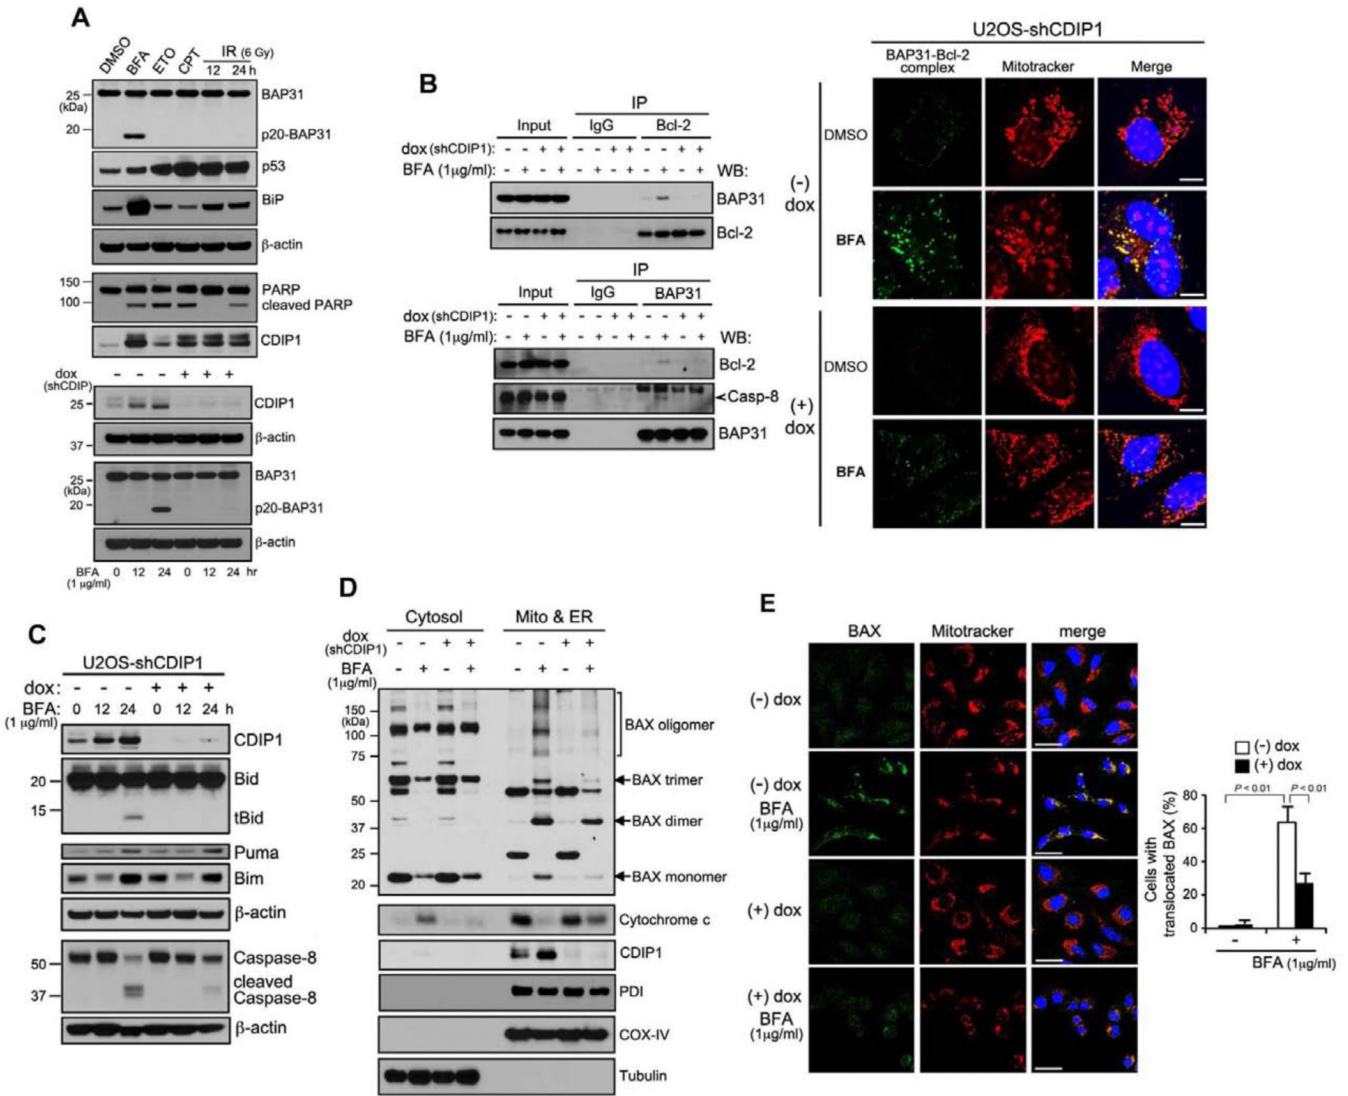 A
DMSO
BFA
ETO
CPT
IR (6 Gy)
12 24 h
25
(kDa)
20
BAP31
p20-BAP31
p53
BiP
β-actin
150
100
PARP
cleaved PARP
CDIP1
dox
(shCDIP)
- - - + + +
25
CDIP1
37
β-actin
25
(kDa)
20
BAP31
p20-BAP31
β-actin
BFA
(1 μg/ml)
0 12 24 0 12 24 hr
B
IP
Input IgG Bcl-2
dox (shCDIP1): - - + + - - + + - - + +
BFA (1μg/ml): - + - + - + - + - + - + WB:
BAP31
Bcl-2
IP
Input IgG BAP31
dox (shCDIP1): - - + + - - + + - - + +
BFA (1μg/ml): - + - + - + - + - + - + WB:
Bcl-2
Casp-8
BAP31
U2OS-shCDIP1
BAP31-Bcl-2
complex
Mitotracker
Merge
(-)
dox
DMSO
BFA
(+)
dox
DMSO
BFA
C
U2OS-shCDIP1
dox: - - - + + +
BFA: 0 12 24 0 12 24 h
(1 μg/ml)
CDIP1
20
Bid
15
tBid
Puma
Bim
β-actin
50
Caspase-8
37
cleaved
Caspase-8
β-actin
D
Cytosol Mito & ER
dox
(shCDIP1)
- - + + - - + +
BFA
(1μg/ml)
- + - + - + - +
150
(kDa)
100
75
50
37
25
20
BAX oligomer
BAX trimer
BAX dimer
BAX monomer
Cytochrome c
CDIP1
PDI
COX-IV
Tubulin
E
BAX Mitotracker merge
(-) dox
(-) dox
BFA
(1μg/ml)
(+) dox
(+) dox
BFA
(1μg/ml)
(-) dox
(+) dox
P < 0.01 P < 0.01
Cells with
translocated BAX (%)
80
60
40
20
0
- +
BFA (1μg/ml)